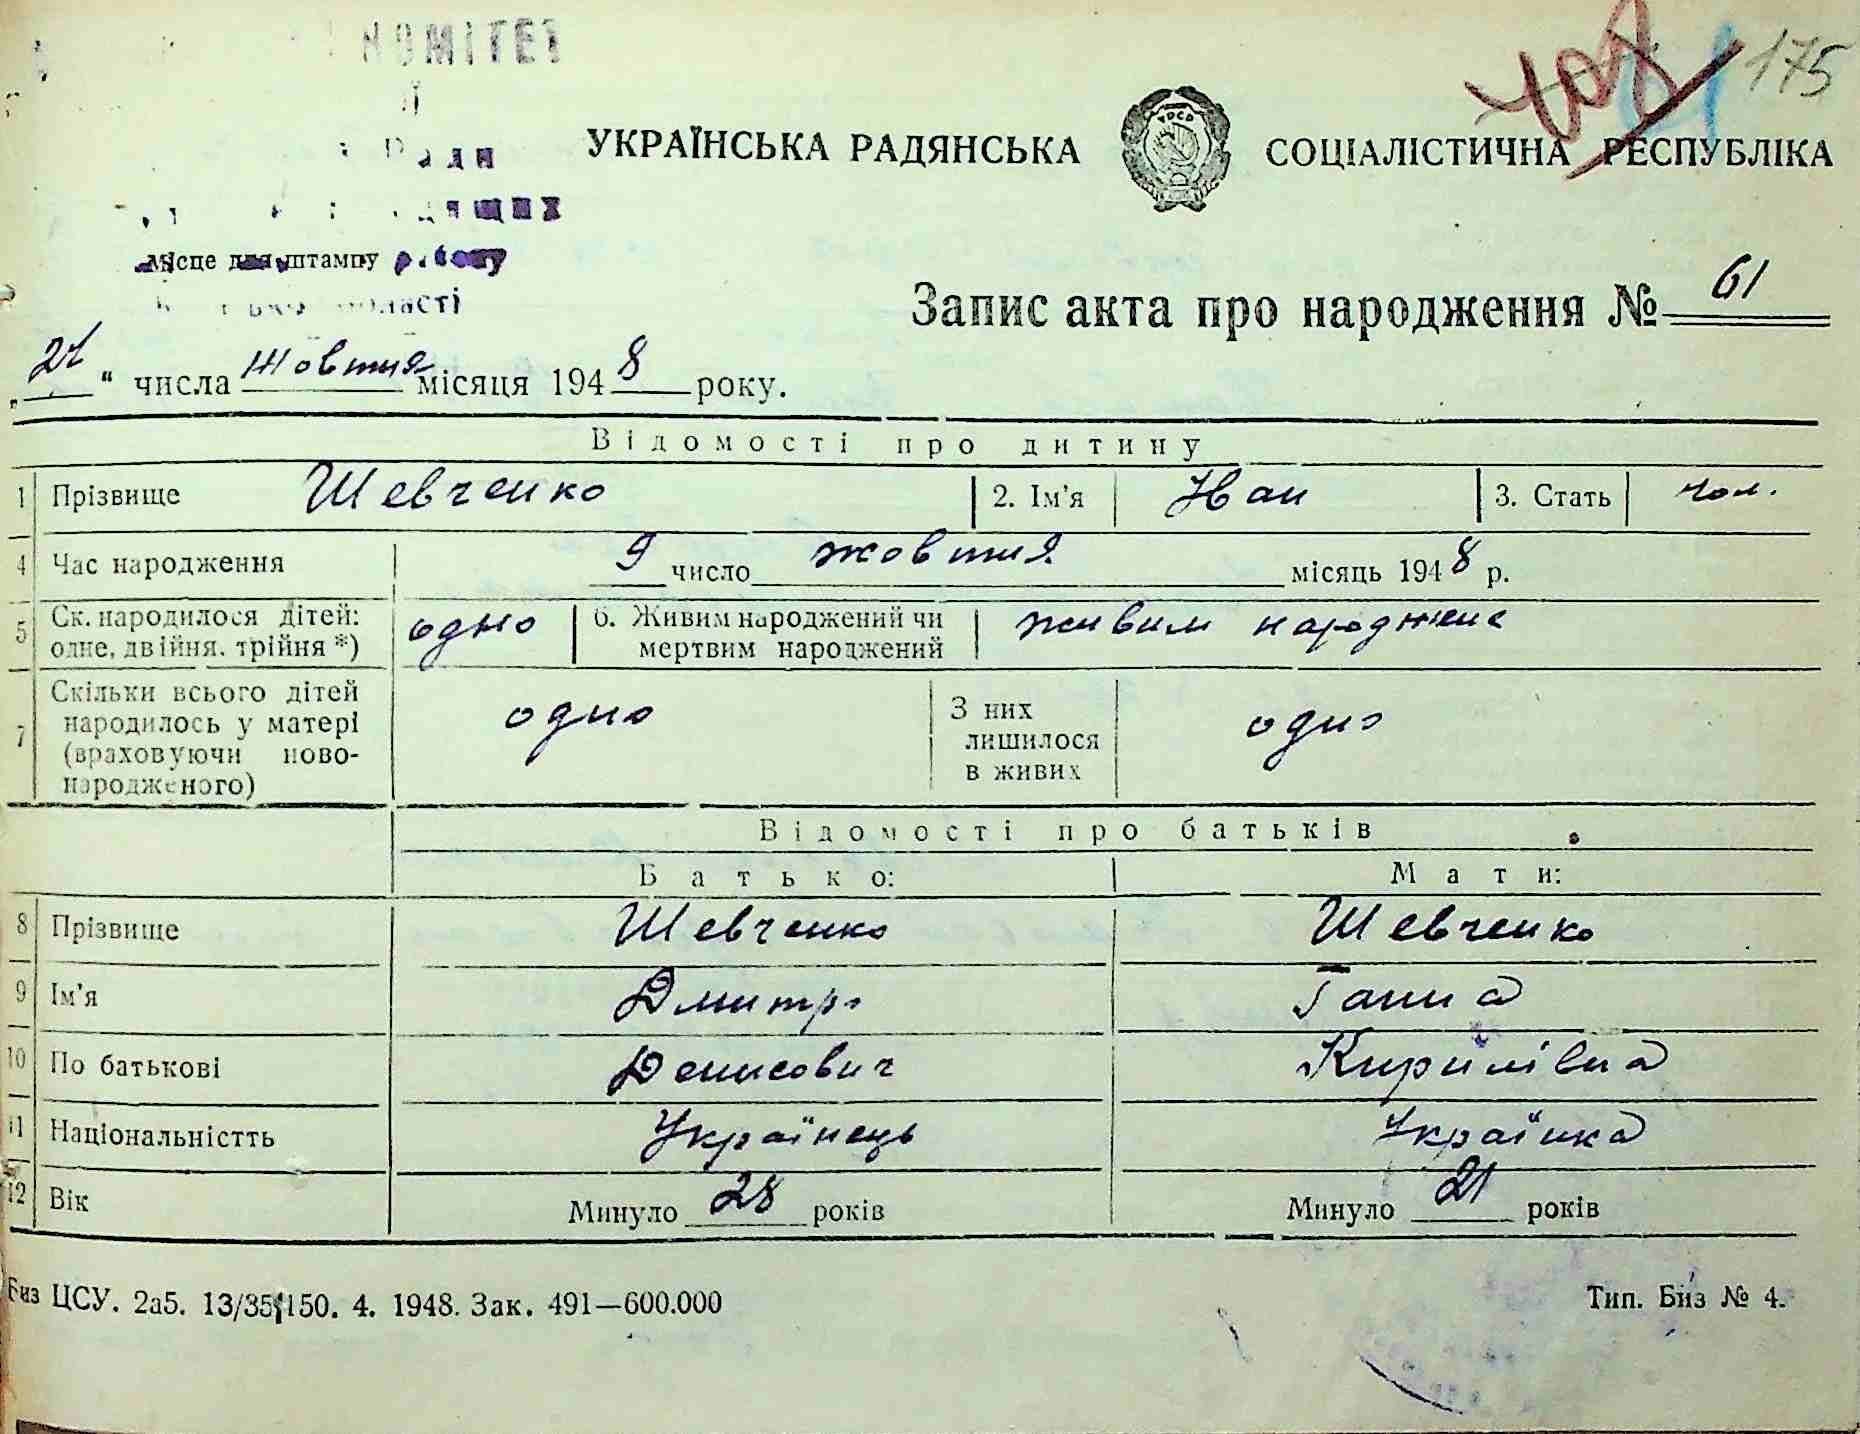 175
УКРАЇНСЬКА РАДЯНСЬКА СОЦІАЛІСТИЧНА РЕСПУБЛІКА
Ради
Місце для штампу
області
Запис акта про народження № 61
числа Жовтня місяця 1948 року.
Відомості про дитину
1 Прізвище Шевченко 2. Ім'я Іван 3. Стать чол.
4 Час народження 9 число жовтня місяць 1948 р.
5 Ск. народилося дітей: одне, двійня, трійня *) одно 6. Живим народжений чи мертвим народжений живим народжене
7 Скільки всього дітей народилось у матері (враховуючи ново-народженого) одно З них лишилося в живих одно
Відомості про батьків
Батько: Мати:
8 Прізвище Шевченко Шевченко
9 Ім'я Дмитро Ганна
10 По батькові Денисович Кирилівна
11 Національністть Українець Українка
12 Вік Минуло 28 років Минуло 21 років
Биз ЦСУ. 2а5. 13/35 150. 4. 1948. Зак. 491—600.000 Тип. Биз № 4.